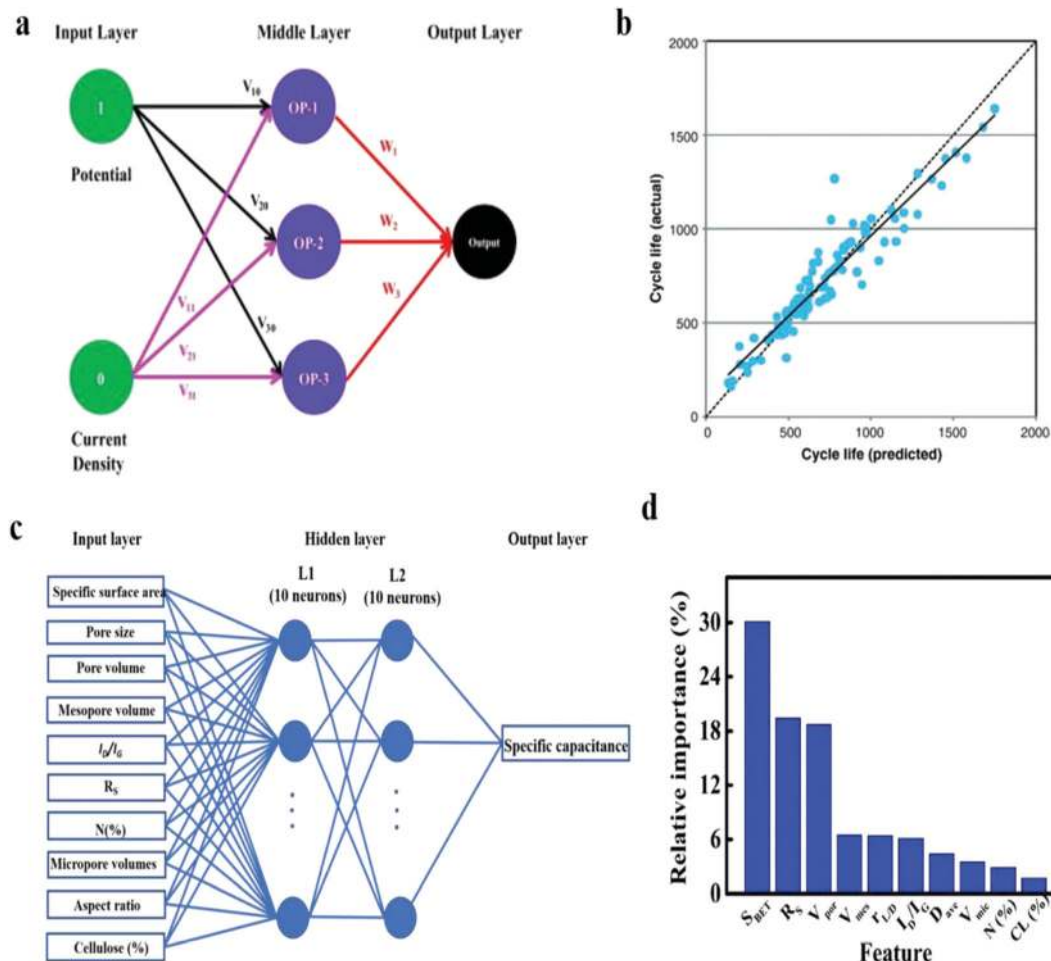 a
Input Layer
Middle Layer
Output Layer
1
Potential
0
Current
Density
V10
V20
V30
V11
V21
V31
OP-1
OP-2
OP-3
W1
W2
W3
Output
b
2000
1500
1000
500
0
Cycle life (actual)
0
500
1000
1500
2000
Cycle life (predicted)
c
Input layer
Hidden layer
Output layer
L1
(10 neurons)
L2
(10 neurons)
Specific surface area
Pore size
Pore volume
Mesopore volume
ID/IG
RS
N(%)
Micropore volumes
Aspect ratio
Cellulose (%)
Specific capacitance
d
Relative importance (%)
30
24
18
12
6
0
SBET
RS
Vpor
Vmes
rL/D
ID/IG
Dave
Vmic
N (%)
CL (%)
Feature